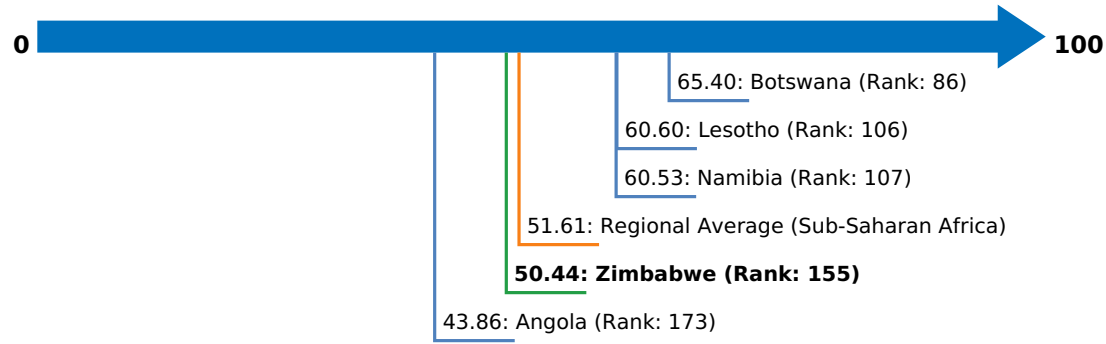 0
100
65.40: Botswana (Rank: 86)
60.60: Lesotho (Rank: 106)
60.53: Namibia (Rank: 107)
51.61: Regional Average (Sub-Saharan Africa)
50.44: Zimbabwe (Rank: 155)
43.86: Angola (Rank: 173)